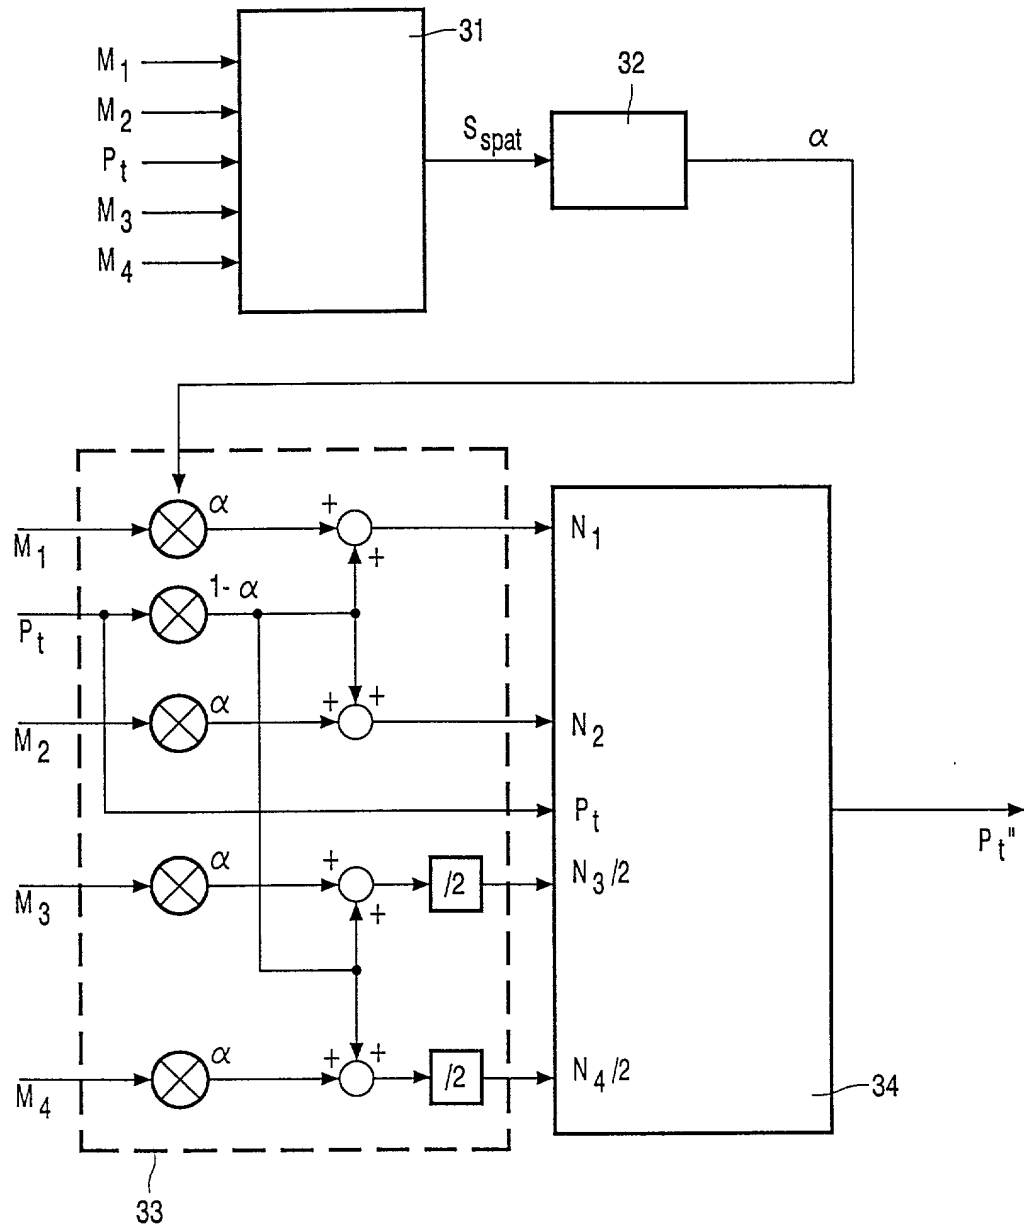 31
M1
M2
Pt
M3
M4
Sspat
32
α
α
+
M1
N1
+
1-α
Pt
α
+
+
M2
N2
Pt
α
+
/2
N3/2
M3
+
Pt"
α
+
+
/2
N4/2
M4
34
33